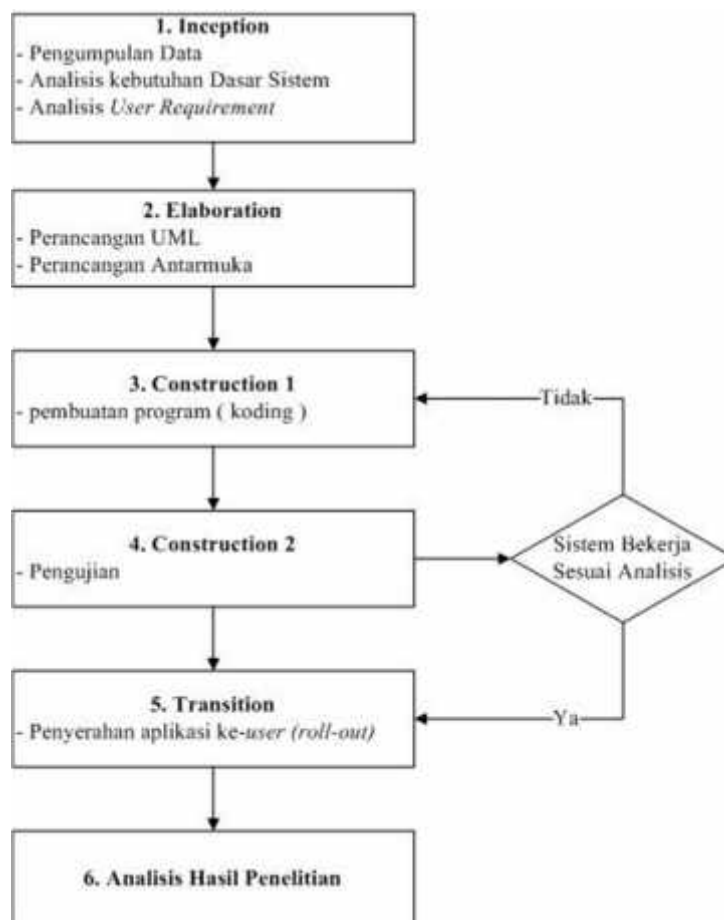 1. Inception
- Pengumpulan Data
- Analisis kebutuhan Dasar Sistem
- Analisis User Requirement
2. Elaboration
- Perancangan UML
- Perancangan Antarmuka
3. Construction 1
- pembuatan program ( koding )
Tidak
4. Construction 2
- Pengujian
Sistem Bekerja
Sesuai Analisis
5. Transition
- Penyerahan aplikasi ke-user (roll-out)
Ya
6. Analisis Hasil Penelitian